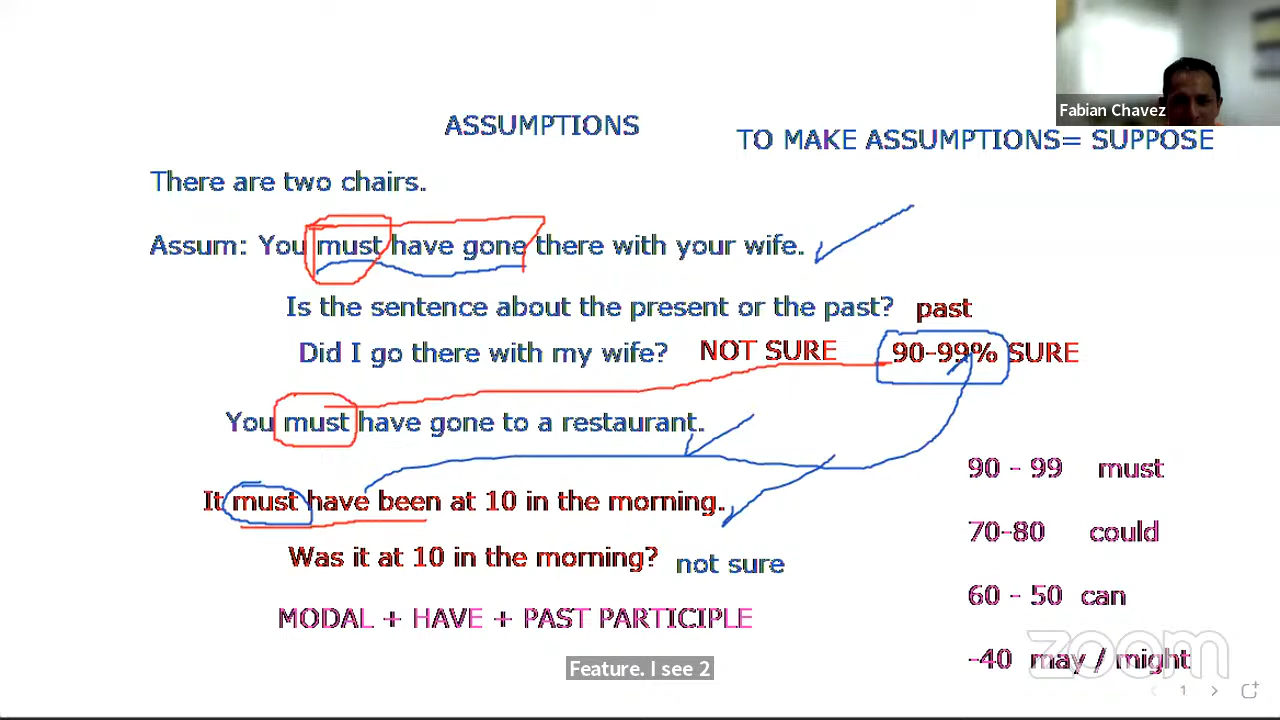 Fabian Chavez
ASSUMPTIONS
TO MAKE ASSUMPTIONS= SUPPOSE
There are two chairs.
Assum: You must have gone there with your wife.
Is the sentence about the present or the past? past
Did I go there with my wife? NOT SURE 90-99% SURE
You must have gone to a restaurant.
90 - 99 must
It must have been at 10 in the morning.
70-80 could
Was it at 10 in the morning? not sure
60 - 50 can
MODAL + HAVE + PAST PARTICIPLE
-40 may / might
zoom
Feature. I see 2
1